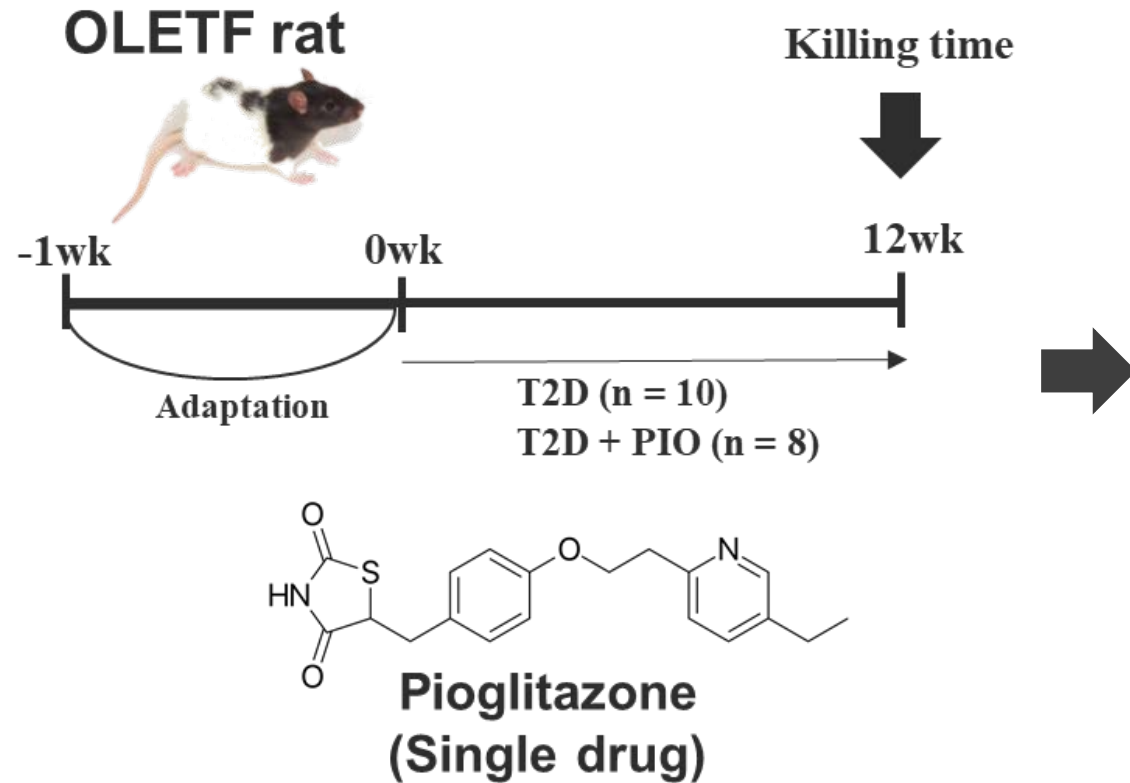 OLETF rat
Killing time
-1wk
0wk
12wk
Adaptation
T2D (n = 10)
T2D + PIO (n = 8)
O
S
HN
O
O
N
Pioglitazone
(Single drug)